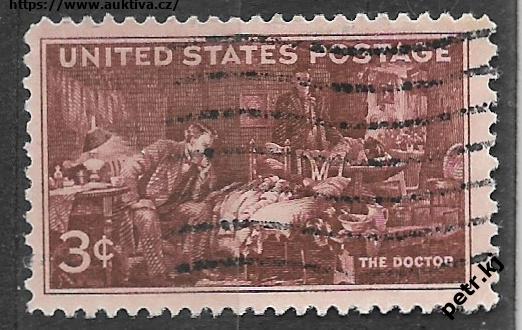 https://www.auktiva.cz/
UNITED STATES POSTAGE
3¢
THE DOCTOR
petr.kj